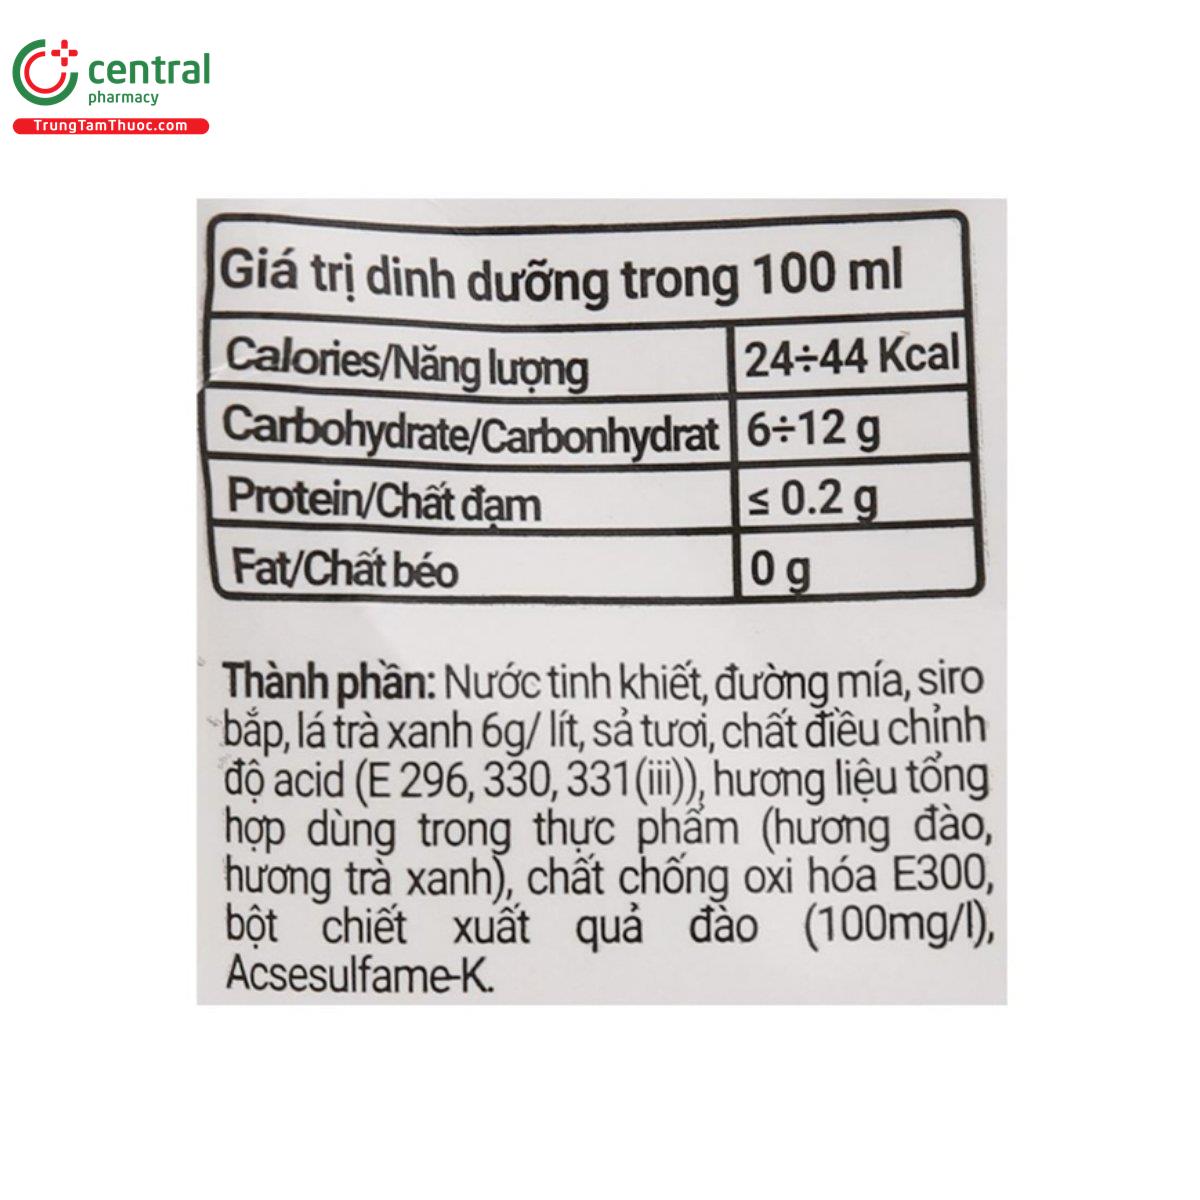 central
pharmacy
TrungTamThuoc.com
Giá trị dinh dưỡng trong 100 ml
Calories/Năng lượng 24÷44 Kcal
Carbohydrate/Carbonhydrat 6÷12 g
Protein/Chất đạm ≤ 0.2 g
Fat/Chất béo 0 g
Thành phần: Nước tinh khiết, đường mía, siro
bắp, lá trà xanh 6g/ lít, sả tươi, chất điều chỉnh
độ acid (E 296, 330, 331(iii)), hương liệu tổng
hợp dùng trong thực phẩm (hương đào,
hương trà xanh), chất chống oxi hóa E300,
bột chiết xuất quả đào (100mg/l),
Acsesulfame-K.